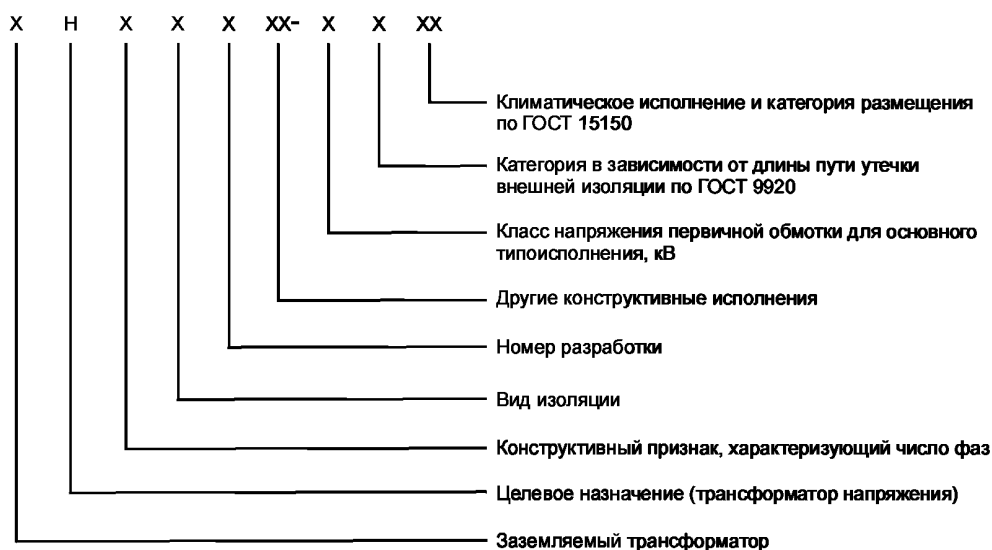 Х Н Х Х Х ХХ- Х Х ХХ
Климатическое исполнение и категория размещения
по ГОСТ 15150
Категория в зависимости от длины пути утечки
внешней изоляции по ГОСТ 9920
Класс напряжения первичной обмотки для основного
типоисполнения, кВ
Другие конструктивные исполнения
Номер разработки
Вид изоляции
Конструктивный признак, характеризующий число фаз
Целевое назначение (трансформатор напряжения)
Заземляемый трансформатор